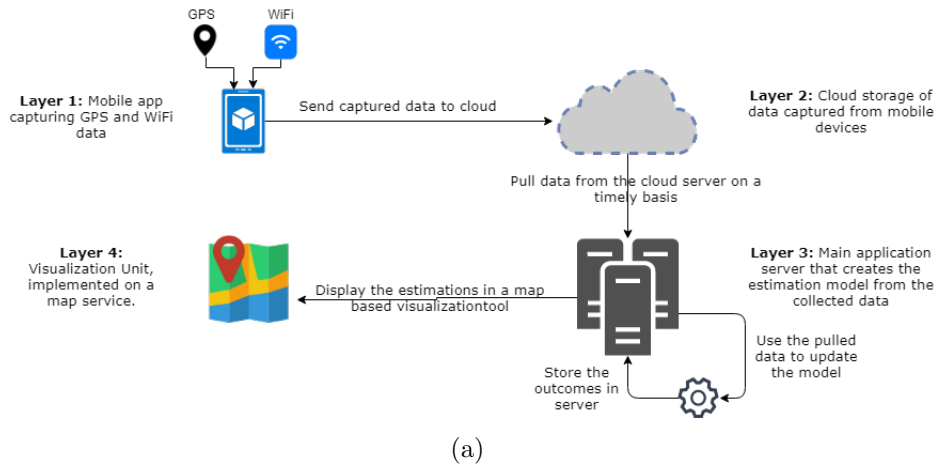 GPS
WiFi
Layer 1: Mobile app
capturing GPS and WiFi
data
Send captured data to cloud
Layer 2: Cloud storage of
data captured from mobile
devices
Pull data from the cloud server on a
timely basis
Layer 4:
Visualization Unit,
implemented on a
map service.
Display the estimations in a map
based visualizationtool
Layer 3: Main application
server that creates the
estimation model from the
collected data
Use the pulled
data to update
the model
Store the
outcomes in
server
(a)